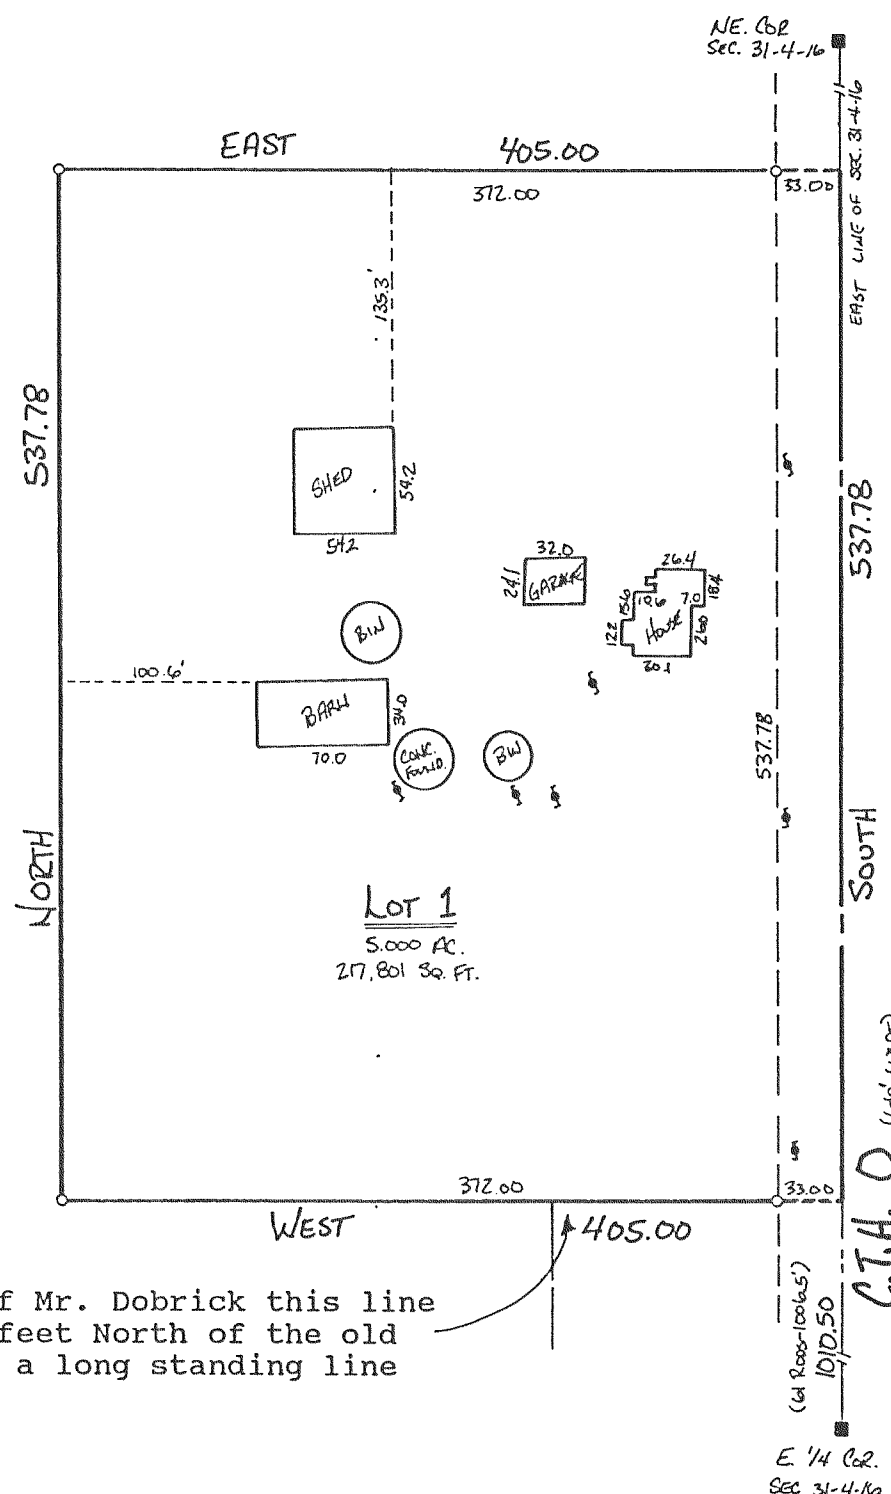 NE. COR
SEC. 31-4-16
EAST
405.00
372.00
33.00
EAST LINE OF SEC. 31-4-16
135.3'
537.78
SHED
54.2
54.2
537.78
32.0
24.1
GARAGE
26.4
18.4
10.6
7.0
15.6
12.2
HOUSE
26.0
30.1
BIN
100.6'
BARN
34.0
70.0
CONC.
FOUND.
BIN
537.78
SOUTH
NORTH
LOT 1
5.000 AC.
217,801 SQ. FT.
372.00
33.00
WEST
405.00
C.T.H. O
f Mr. Dobrick this line
feet North of the old
a long standing line
1010.50
E. 1/4 COR.
SEC 31-4-16